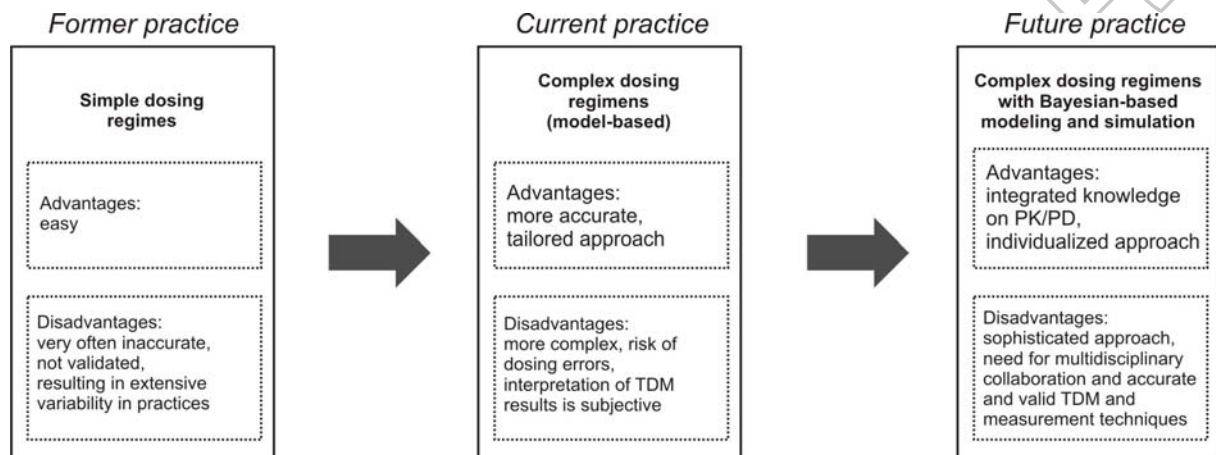 Former practice
Simple dosing
regimes
Advantages:
easy
Disadvantages:
very often inaccurate,
not validated,
resulting in extensive
variability in practices
Current practice
Complex dosing
regimens
(model-based)
Advantages:
more accurate,
tailored approach
Disadvantages:
more complex, risk of
dosing errors,
interpretation of TDM
results is subjective
Future practice
Complex dosing regimens
with Bayesian-based
modeling and simulation
Advantages:
integrated knowledge
on PK/PD,
individualized approach
Disadvantages:
sophisticated approach,
need for multidisciplinary
collaboration and accurate
and valid TDM and
measurement techniques